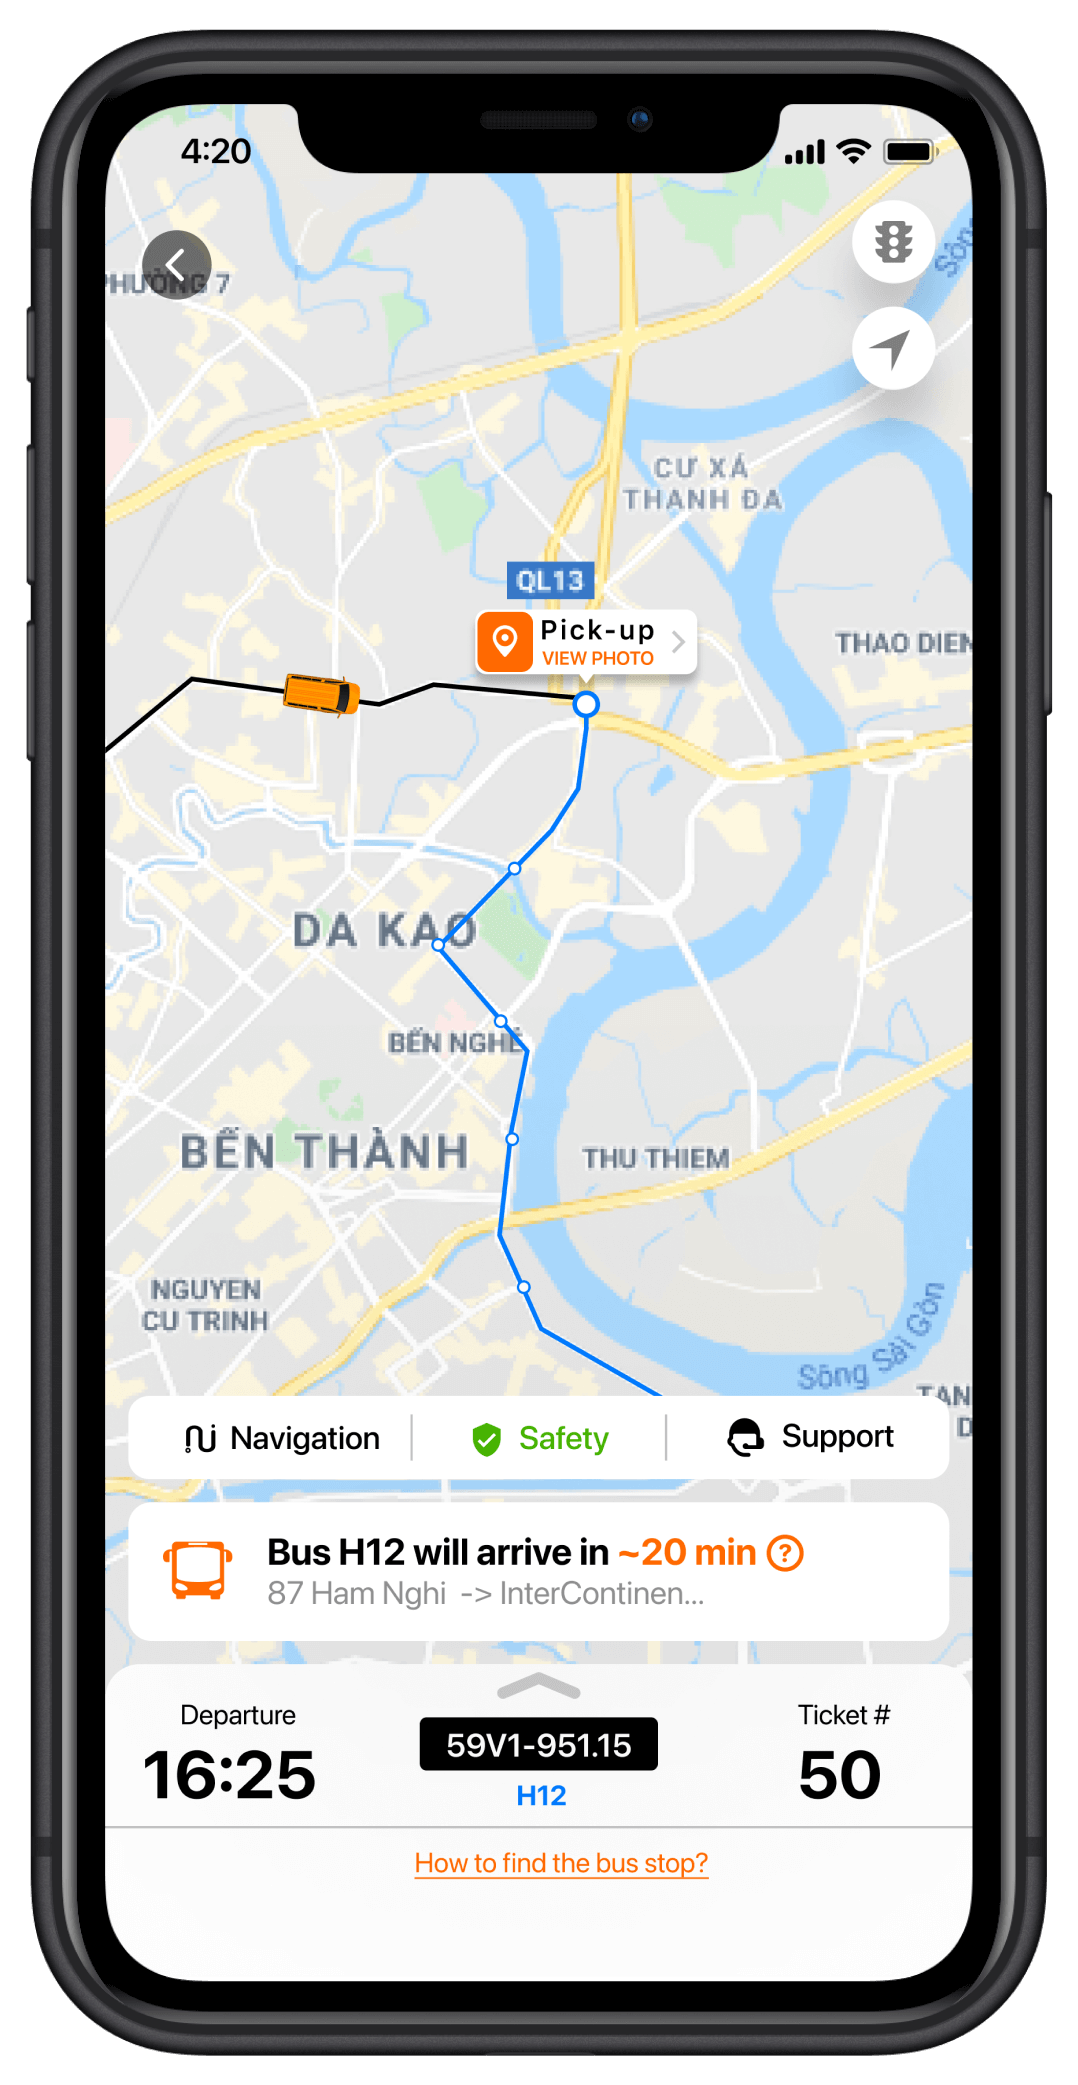 4:20
PHƯỜNG 7
Sông
CƯ XÁ
THANH ĐA
QL13
Pick-up
VIEW PHOTO
THAO DIEN
DA KAO
BẾN NGHÉ
BẾN THÀNH
THU THIEM
NGUYEN
CU TRINH
Sông Sài Gòn
TAN
D
Navigation
Safety
Support
Bus H12 will arrive in ~20 min ?
87 Ham Nghi -> InterContinen...
Departure
16:25
59V1-951.15
H12
Ticket #
50
How to find the bus stop?